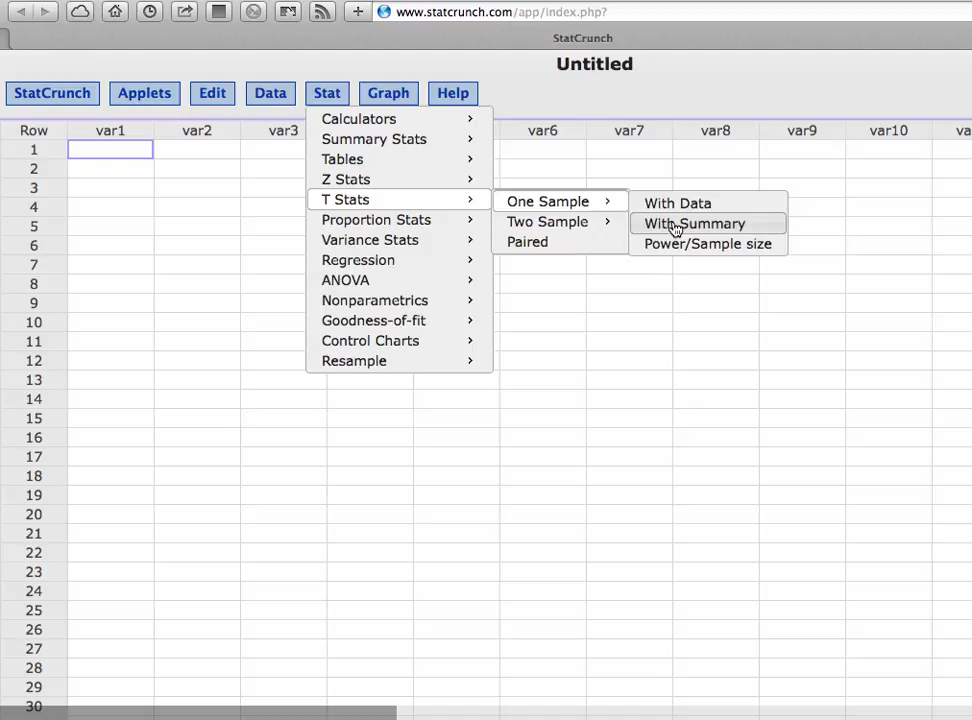 www.statcrunch.com/app/index.php?
StatCrunch
Untitled
StatCrunch Applets Edit Data Stat Graph Help
Row var1 var2 var3 var6 var7 var8 var9 var10 va
Calculators
Summary Stats
Tables
Z Stats
T Stats
Proportion Stats
Variance Stats
Regression
ANOVA
Nonparametrics
Goodness-of-fit
Control Charts
Resample
One Sample
Two Sample
Paired
With Data
With Summary
Power/Sample size
1
2
3
4
5
6
7
8
9
10
11
12
13
14
15
16
17
18
19
20
21
22
23
24
25
26
27
28
29
30